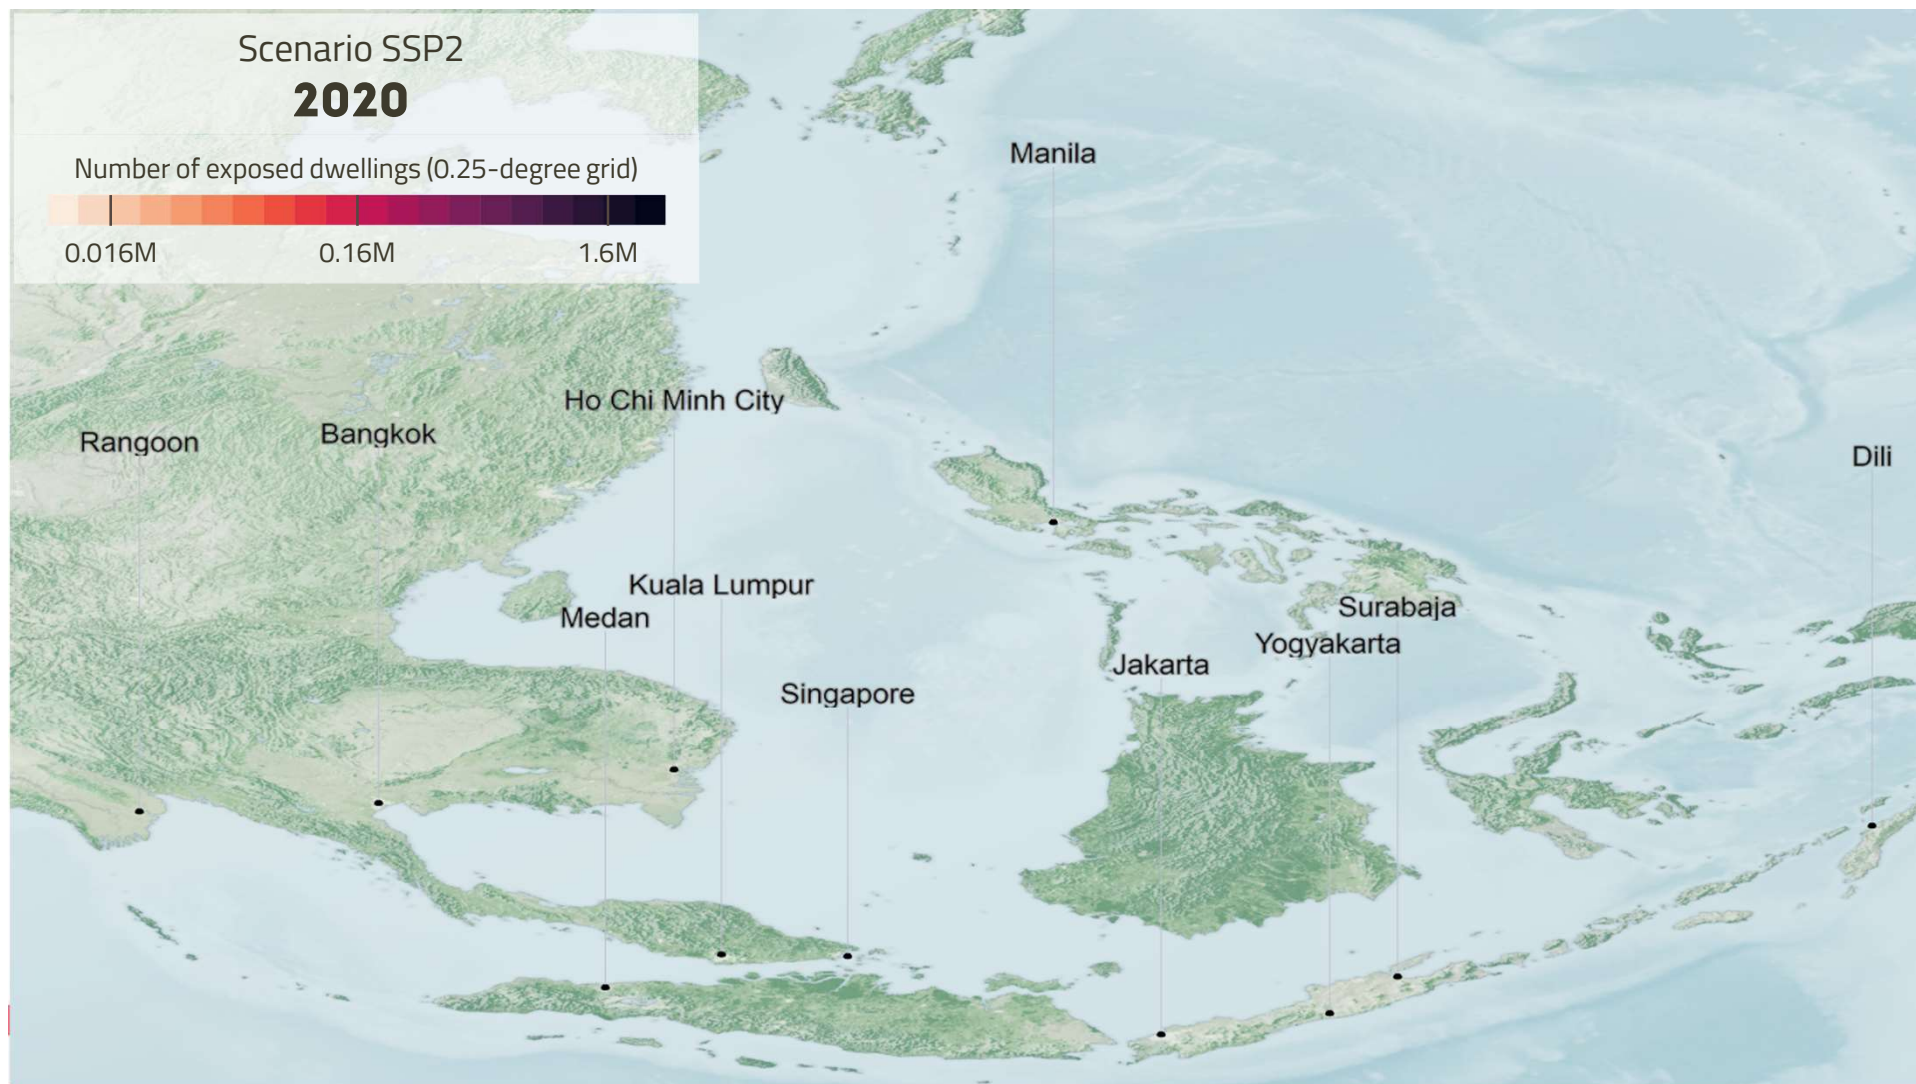 Scenario SSP2
2020
Number of exposed dwellings (0.25-degree grid)
0.016M 0.16M 1.6M
Manila
Ho Chi Minh City
Rangoon
Bangkok
Dili
Kuala Lumpur
Medan
Surabaja
Yogyakarta
Jakarta
Singapore